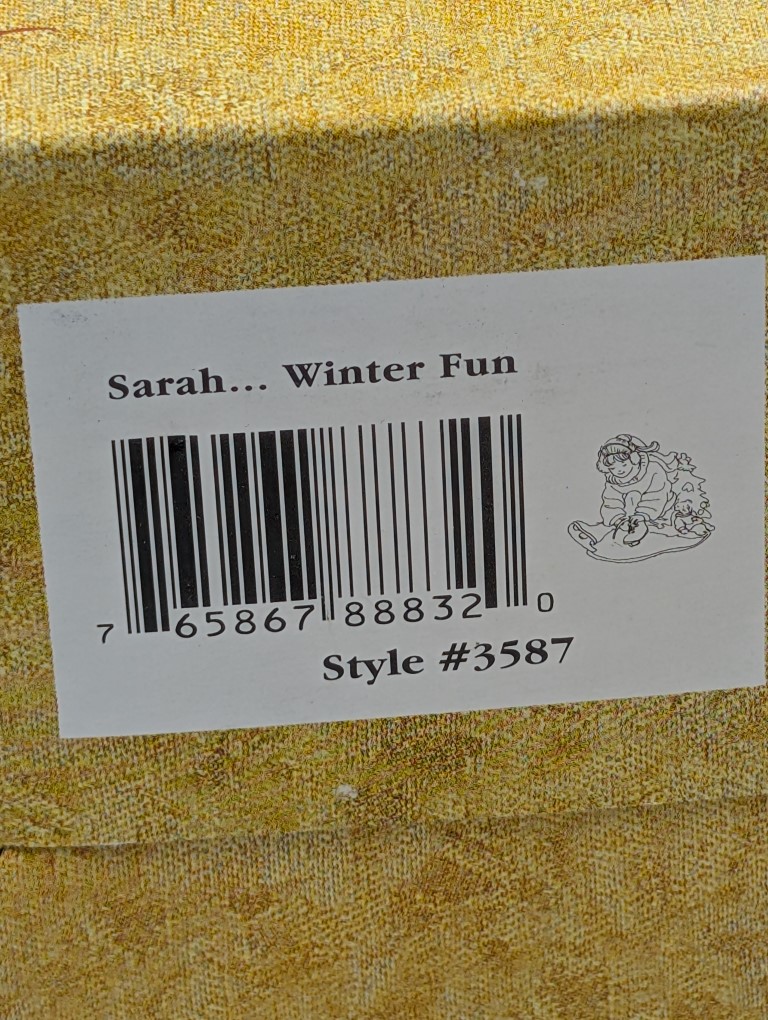 Sarah... Winter Fun
7 65867 88832 0
Style #3587